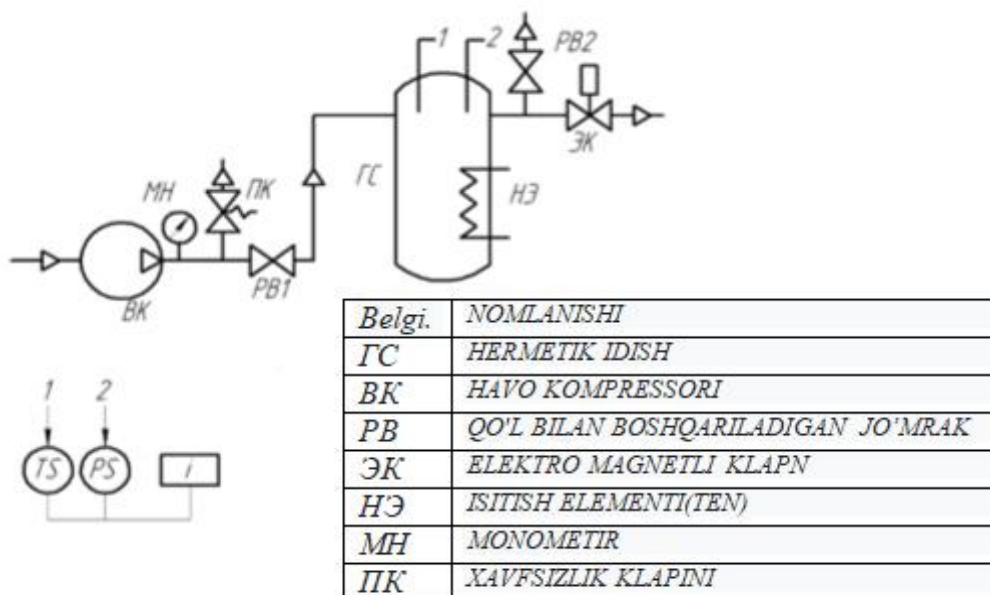 1
2
РВ2
ЭК
ГС
НЭ
МН
ПК
РВ1
ВК
1
2
TS
PS
i
Belgi.
NOMLANISHI
ГС
HERMETIK IDISH
ВК
HAVO KOMPRESSORI
РВ
QO'L BILAN BOSHQARILADIGAN JO’MRAK
ЭК
ELEKTRO MAGNETLI KLAPN
НЭ
ISITISH ELEMENTI(TEN)
МН
MONOMETIR
ПК
XAVFSIZLIK KLAPINI